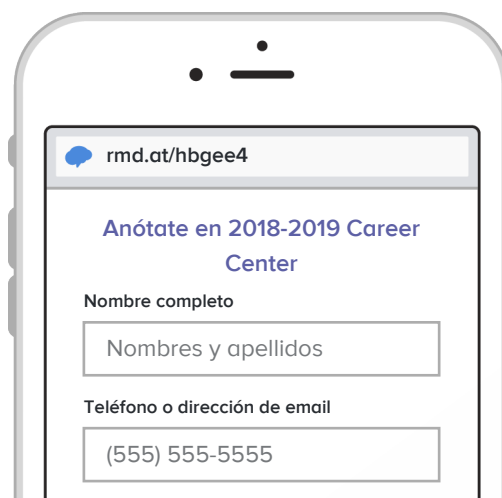 rmd.at/hbgee4
Anótate en 2018-2019 Career
Center
Nombre completo
Nombres y apellidos
Teléfono o dirección de email
(555) 555-5555